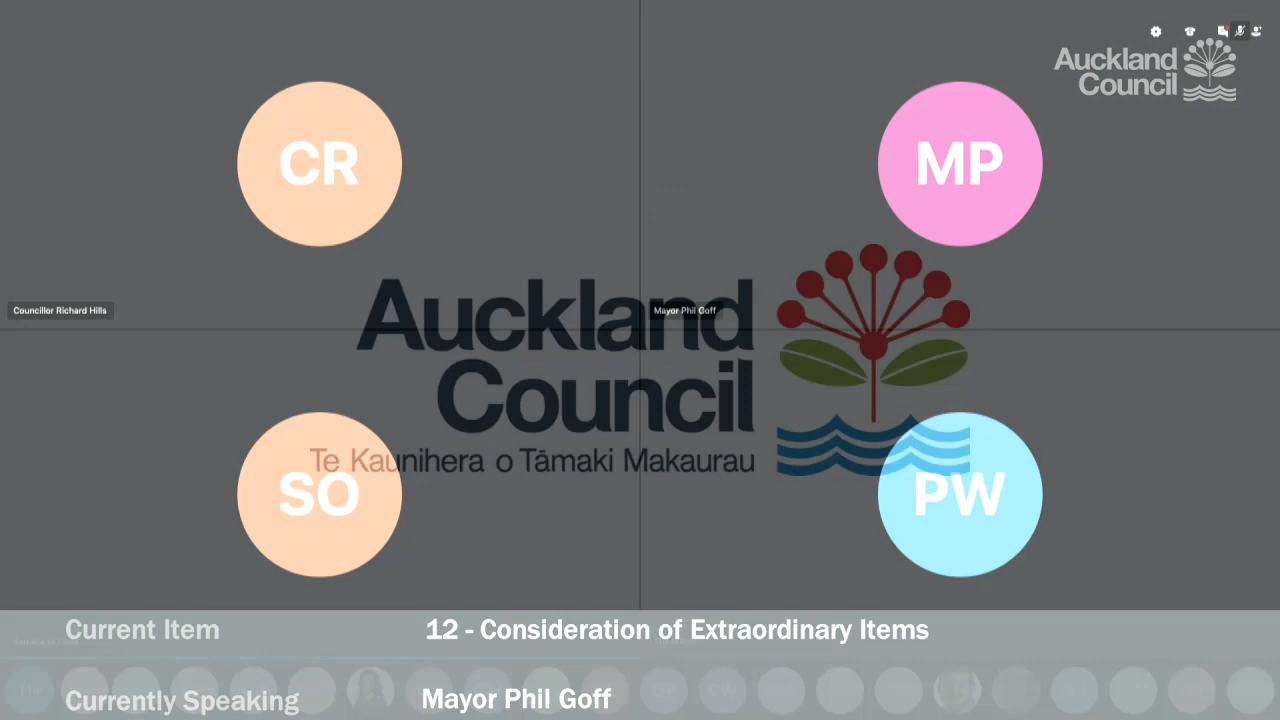 Auckland
Council
CR
MP
Councillor Richard Hills
Mayor Phil Goff
Auckland
Council
Te Kaunihera o Tāmaki Makaurau
SO
PW
Current Item
12 - Consideration of Extraordinary Items
Currently Speaking
Mayor Phil Goff